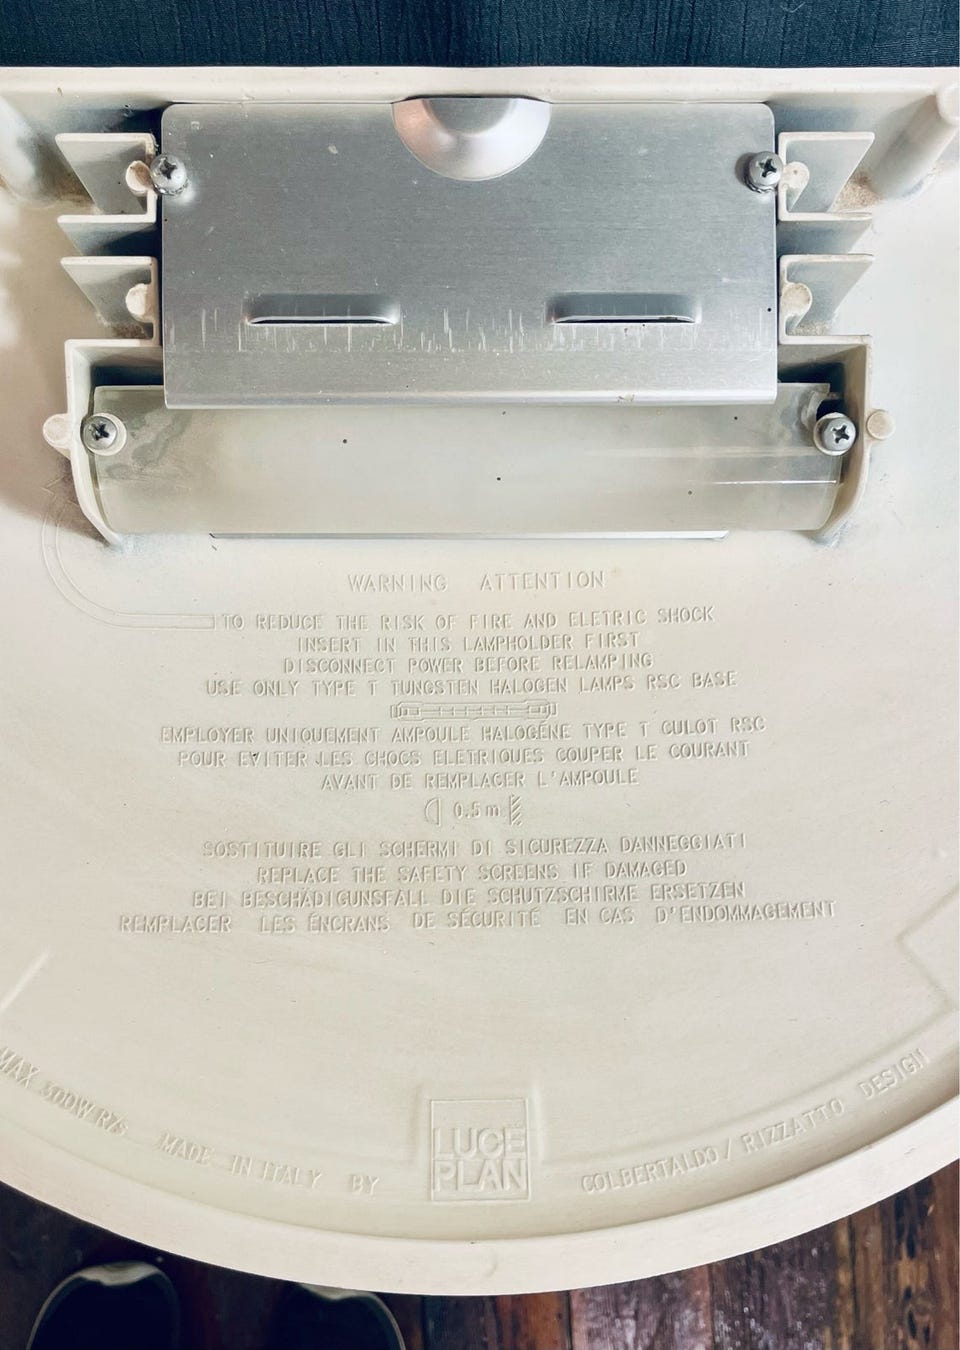 WARNING ATTENTION
TO REDUCE THE RISK OF FIRE AND ELETRIC SHOCK
INSERT IN THIS LAMPHOLDER FIRST
DISCONNECT POWER BEFORE RELAMPING
USE ONLY TYPE T TUNGSTEN HALOGEN LAMPS RSC BASE
EMPLOYER UNIQUEMENT AMPOULE HALOGÉNE TYPE T CULOT RSC
POUR EVITER LES CHOCS ELETRIQUES COUPER LE COURANT
AVANT DE REMPLACER L'AMPOULE
0.5m
SOSTITUIRE GLI SCHERMI DI SICUREZZA DANNEGGIATI
REPLACE THE SAFETY SCREENS IF DAMAGED
BEI BESCHÄDIGUNSFALL DIE SCHUTZSCHIRME ERSETZEN
REMPLACER LES ÉNCRANS DE SÉCURITÉ EN CAS D'ENDOMMAGEMENT
MAX 300W R7S MADE IN ITALY BY
LUCE
PLAN
COLBERTALDO/RIZZATTO DESIGN